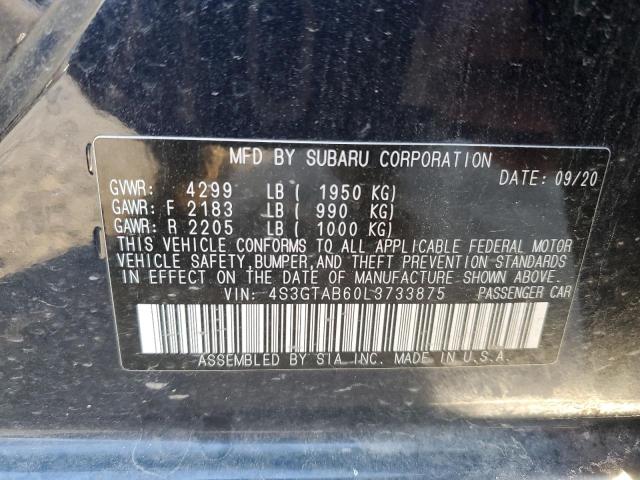 MFD BY SUBARU CORPORATION
DATE: 09/20
GVWR: 4299 LB ( 1950 KG)
GAWR: F 2183 LB ( 990 KG)
GAWR: R 2205 LB ( 1000 KG)
THIS VEHICLE CONFORMS TO ALL APPLICABLE FEDERAL MOTOR
VEHICLE SAFETY, BUMPER, AND THEFT PREVENTION STANDARDS
IN EFFECT ON THE DATE OF MANUFACTURE SHOWN ABOVE.
VIN: 4S3GTAB60L3733875 PASSENGER CAR
ASSEMBLED BY SIA, INC. MADE IN U.S.A.